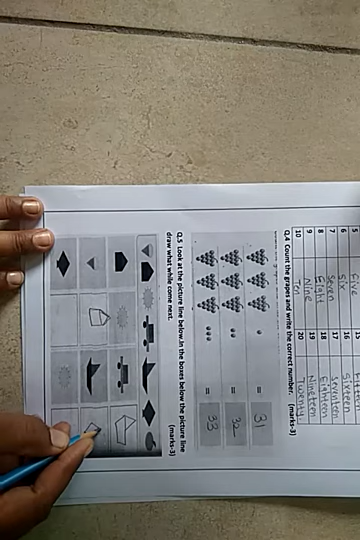 5 Five 15
6 Six 16 Sixteen
7 Seven 17 Seventeen
8 Eight 18 Eighteen
9 Nine 19 Nineteen
10 Ten 20 Twenty
Q.4 Count the grapes and write the correct number. (marks-3)
= 31
= 32
= 33
Q.5 Look at the picture line below.In the boxes below the picture line
draw what while come next. (marks-3)